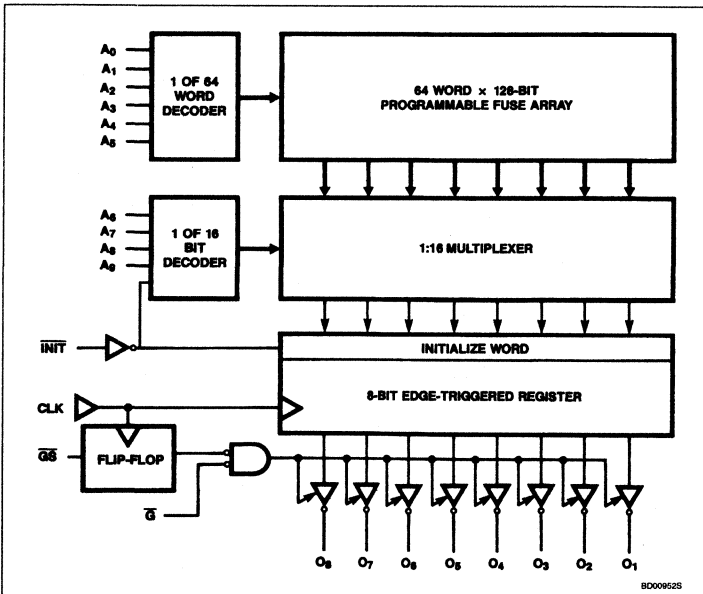 A0
A1
A2
A3
A4
A5
1 OF 64
WORD
DECODER
64 WORD × 128-BIT
PROGRAMMABLE FUSE ARRAY
A6
A7
A8
A9
1 OF 16
BIT
DECODER
1:16 MULTIPLEXER
INIT
INITIALIZE WORD
CLK
8-BIT EDGE-TRIGGERED REGISTER
GS
FLIP-FLOP
G
O8
O7
O6
O5
O4
O3
O2
O1
BD00952S